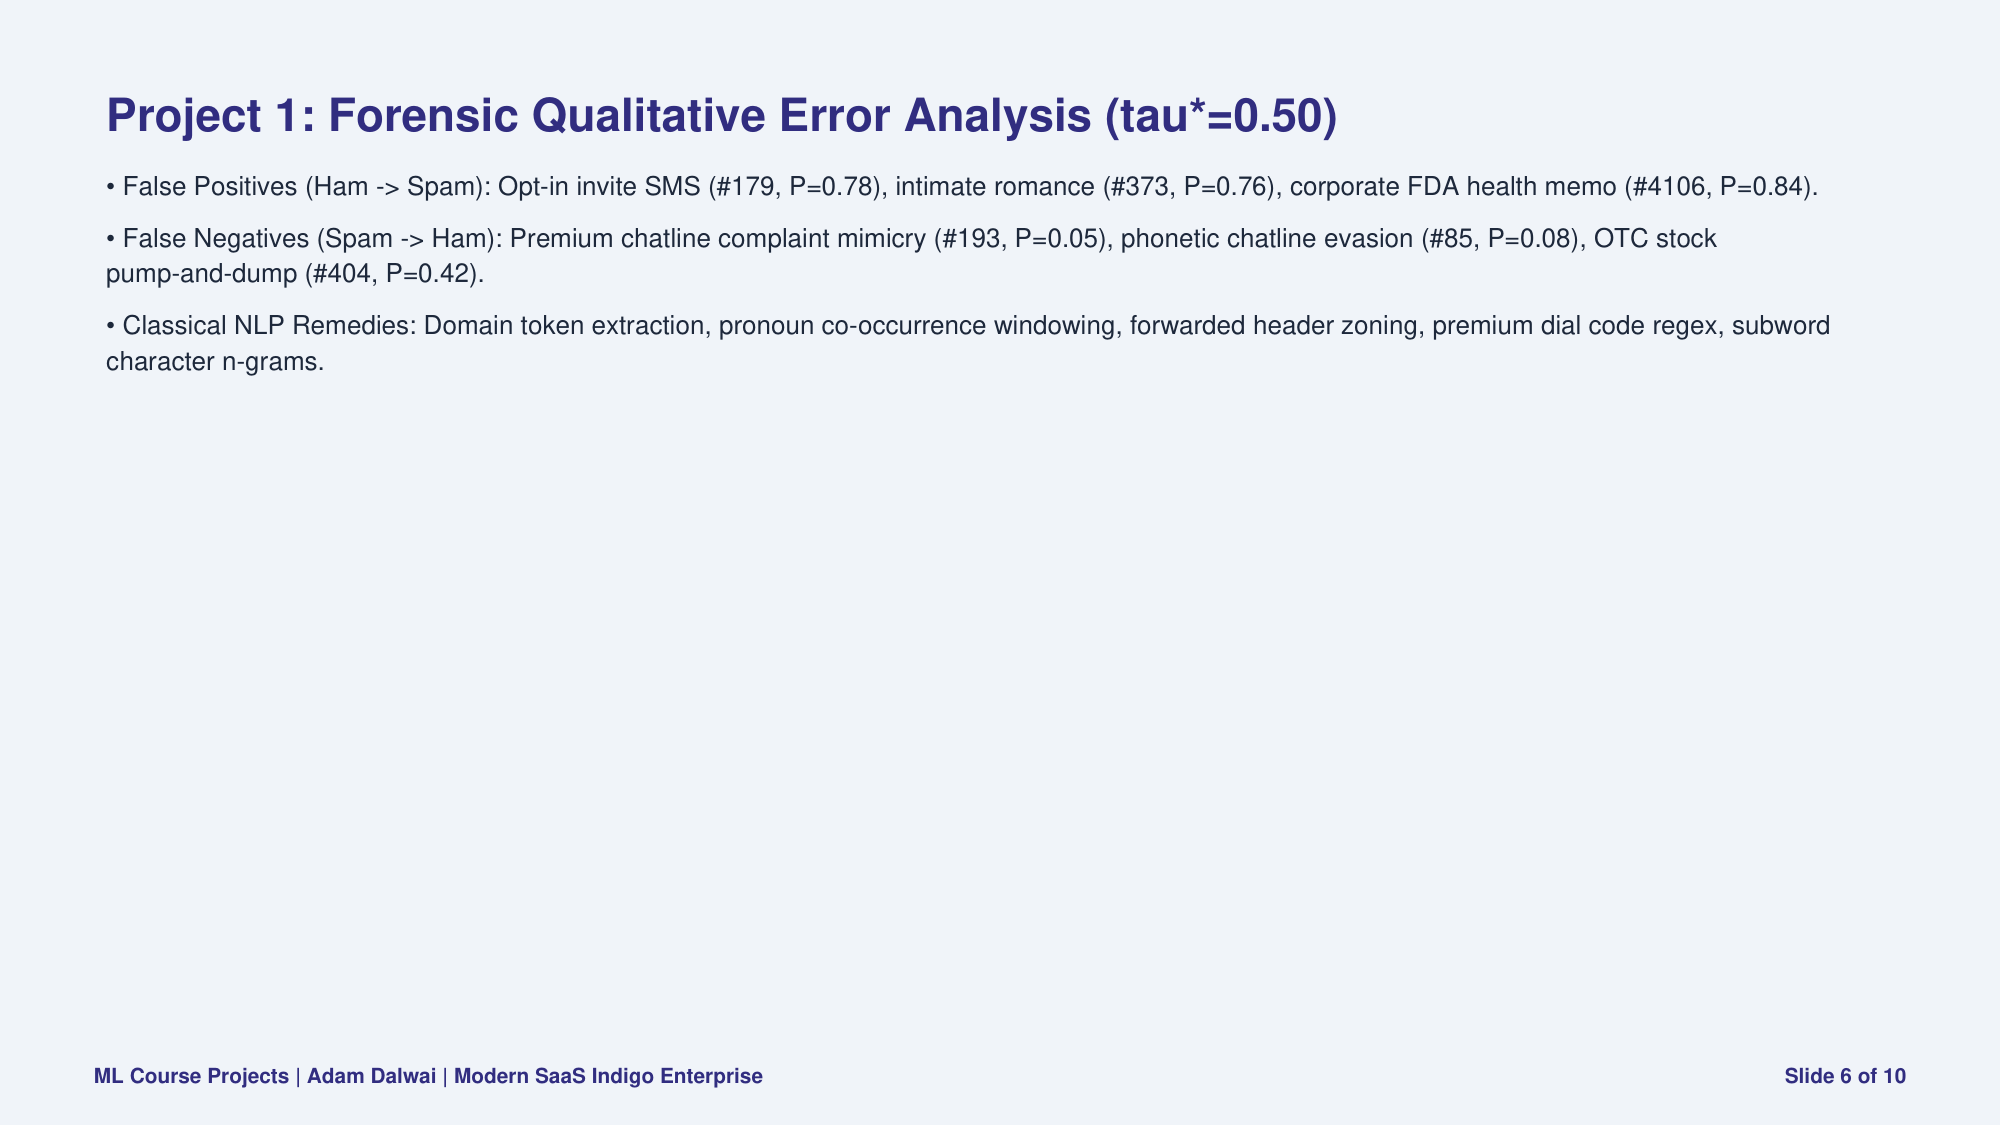 Project 1: Forensic Qualitative Error Analysis (tau*=0.50)
• False Positives (Ham -> Spam): Opt-in invite SMS (#179, P=0.78), intimate romance (#373, P=0.76), corporate FDA health memo (#4106, P=0.84).
• False Negatives (Spam -> Ham): Premium chatline complaint mimicry (#193, P=0.05), phonetic chatline evasion (#85, P=0.08), OTC stock
pump-and-dump (#404, P=0.42).
• Classical NLP Remedies: Domain token extraction, pronoun co-occurrence windowing, forwarded header zoning, premium dial code regex, subword
character n-grams.
ML Course Projects | Adam Dalwai | Modern SaaS Indigo Enterprise
Slide 6 of 10